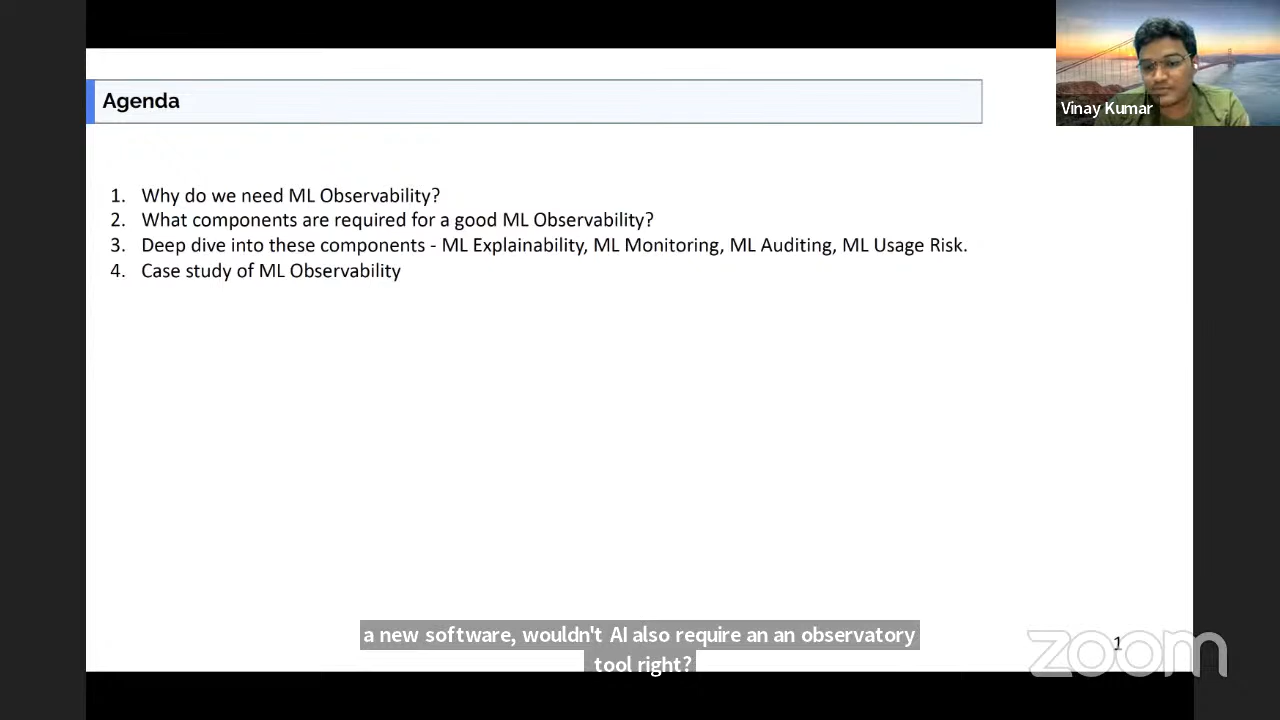 Agenda
Vinay Kumar
1. Why do we need ML Observability?
2. What components are required for a good ML Observability?
3. Deep dive into these components - ML Explainability, ML Monitoring, ML Auditing, ML Usage Risk.
4. Case study of ML Observability
a new software, wouldn't AI also require an an observatory
tool right?
1
zoom